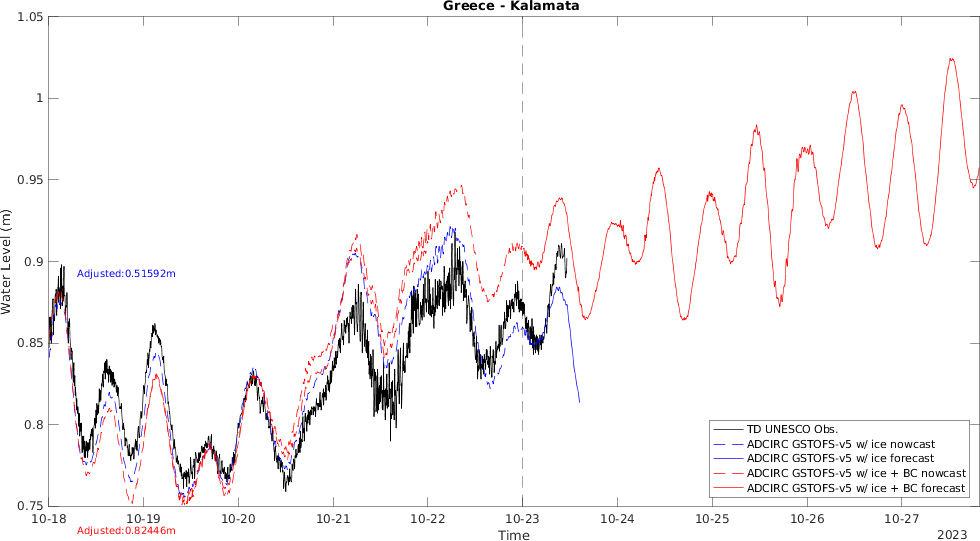 Greece - Kalamata
1.05
1
0.95
0.9
0.85
0.8
0.75
Water Level (m)
Adjusted:0.51592m
TD UNESCO Obs.
ADCIRC GSTOFS-v5 w/ ice nowcast
ADCIRC GSTOFS-v5 w/ ice forecast
ADCIRC GSTOFS-v5 w/ ice + BC nowcast
ADCIRC GSTOFS-v5 w/ ice + BC forecast
10-18 10-19 10-20 10-21 10-22 10-23 10-24 10-25 10-26 10-27
Adjusted:0.82446m
Time
2023